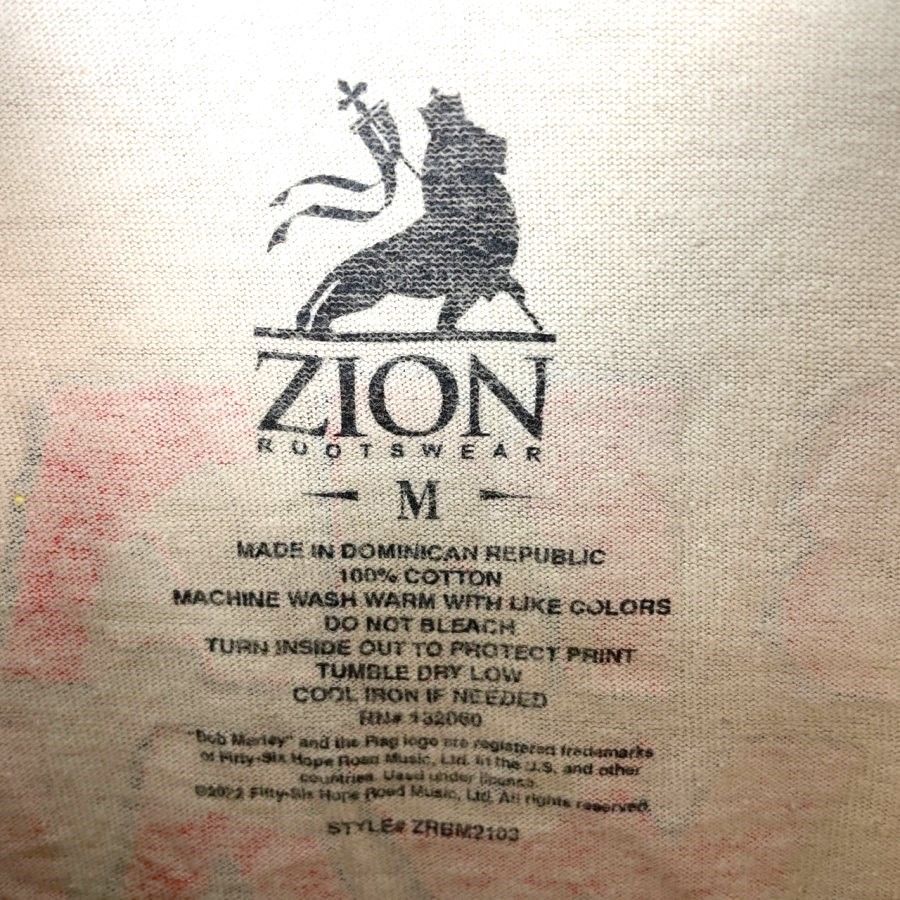 ZION
ROOTSWEAR
M
MADE IN DOMINICAN REPUBLIC
100% COTTON
MACHINE WASH WARM WITH LIKE COLORS
DO NOT BLEACH
TURN INSIDE OUT TO PROTECT PRINT
TUMBLE DRY LOW
COOL IRON IF NEEDED
RN# 132060
"Bob Marley" and the Flag logo are registered trademarks
of Fifty-Six Hope Road Music, Ltd. in the U.S. and other
countries. Used under license.
©2022 Fifty-Six Hope Road Music, Ltd. All rights reserved.
STYLE# ZRBM2103